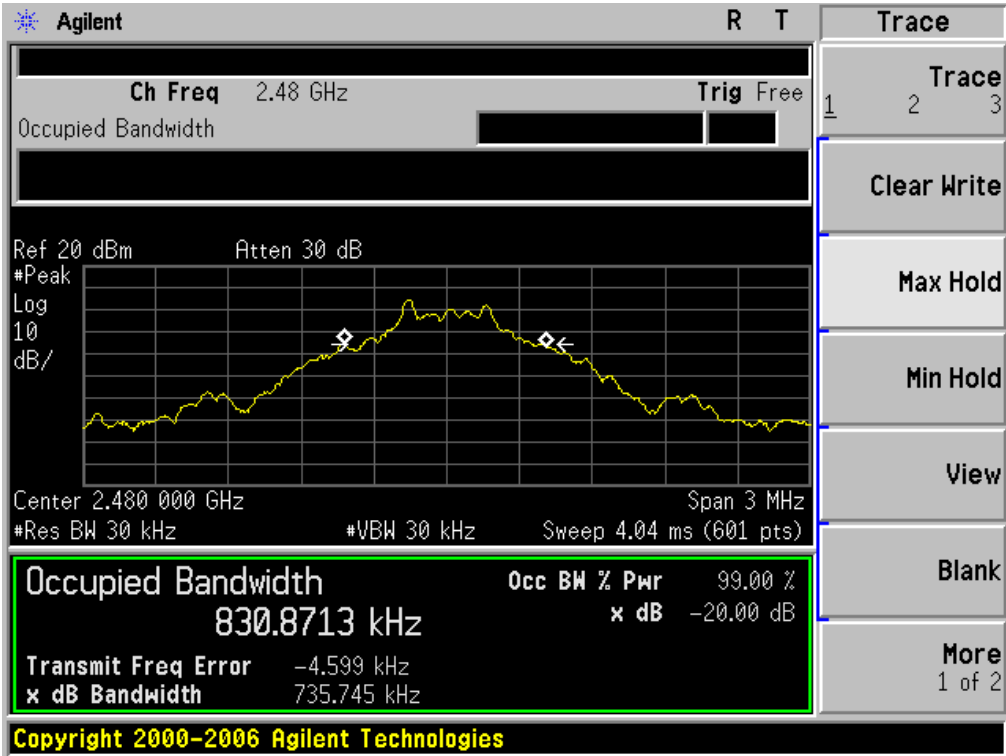 Agilent R T
Ch Freq 2.48 GHz Trig Free
Occupied Bandwidth
Ref 20 dBm Atten 30 dB
#Peak
Log
10
dB/
Center 2.480 000 GHz Span 3 MHz
#Res BW 30 kHz #VBW 30 kHz Sweep 4.04 ms (601 pts)
Occupied Bandwidth
830.8713 kHz
Occ BW % Pwr 99.00 %
x dB -20.00 dB
Transmit Freq Error -4.599 kHz
x dB Bandwidth 735.745 kHz
Copyright 2000-2006 Agilent Technologies
Trace
Trace
1 2 3
Clear Write
Max Hold
Min Hold
View
Blank
More
1 of 2